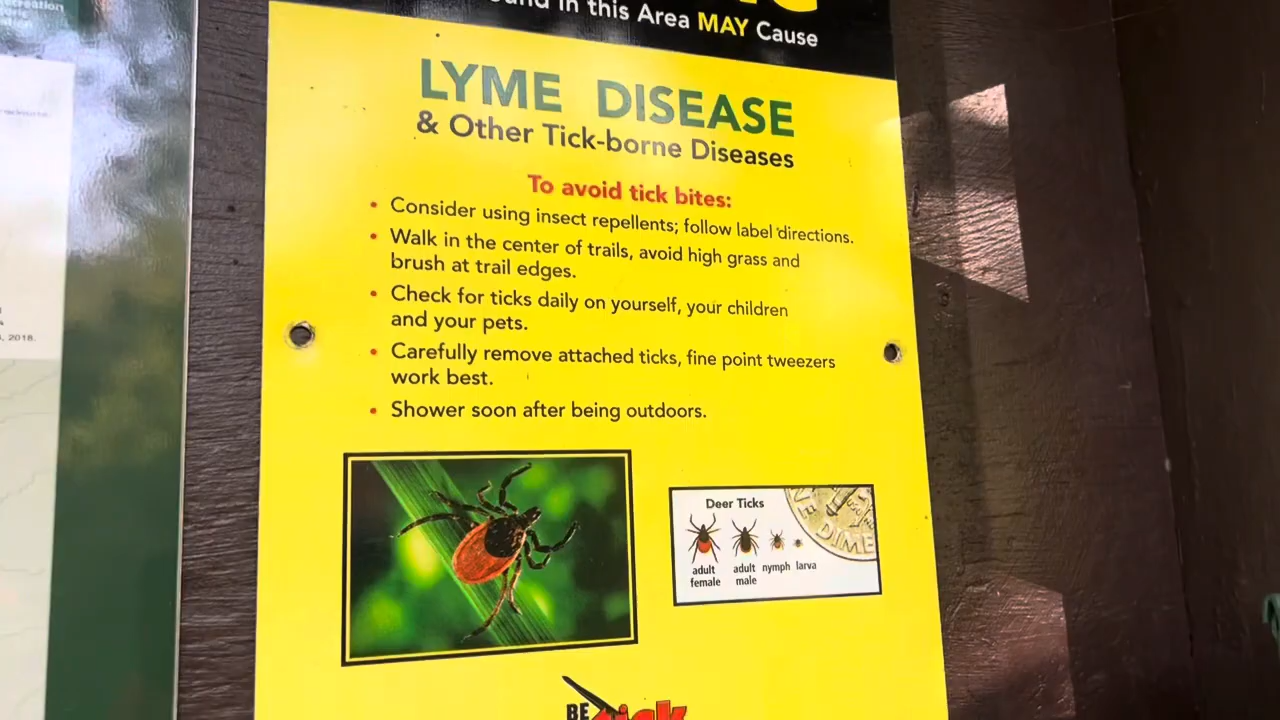 in this Area MAY Cause
LYME DISEASE
& Other Tick-borne Diseases
To avoid tick bites:
• Consider using insect repellents; follow label directions.
• Walk in the center of trails, avoid high grass and
brush at trail edges.
• Check for ticks daily on yourself, your children
and your pets.
• Carefully remove attached ticks, fine point tweezers
work best.
• Shower soon after being outdoors.
Deer Ticks
DIME
adult
female
adult
male
nymph
larva
BE
, 2018.